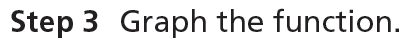 Step 3 Graph the function.